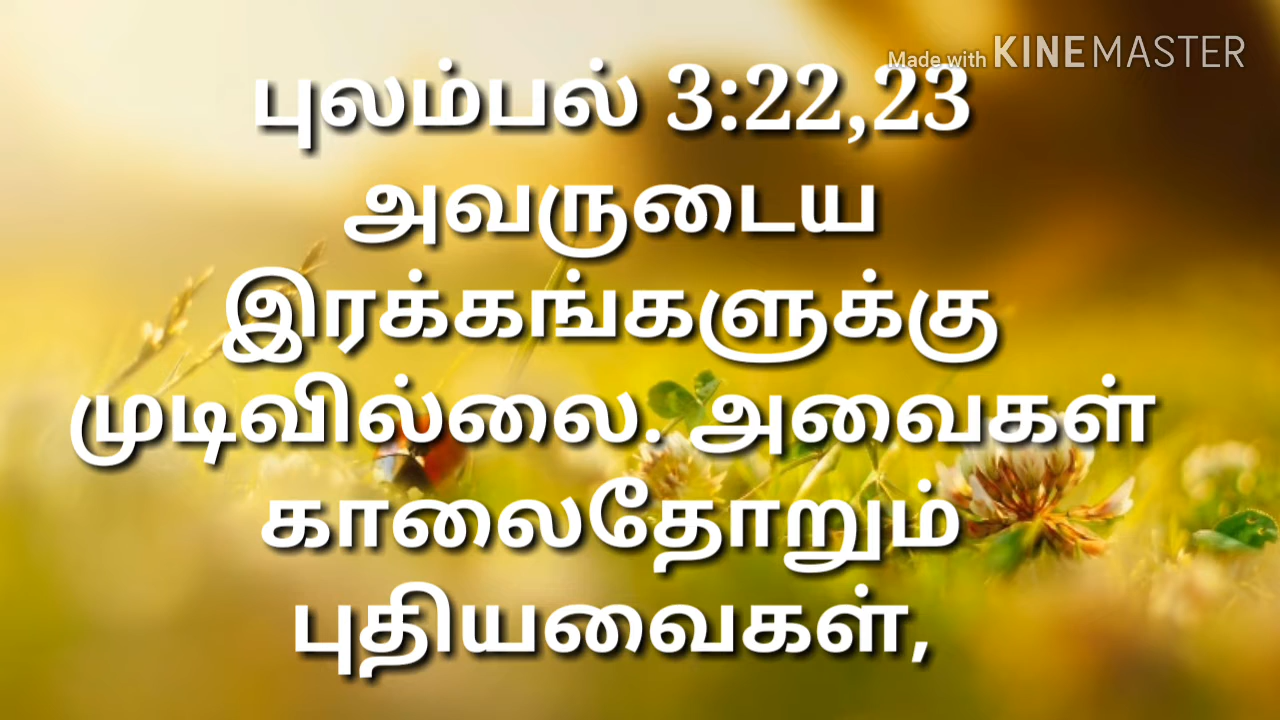 Made with KINEMASTER
புலம்பல் 3:22,23
அவருடைய
இரக்கங்களுக்கு
முடிவில்லை. அவைகள்
காலைதோறும்
புதியவைகள்,